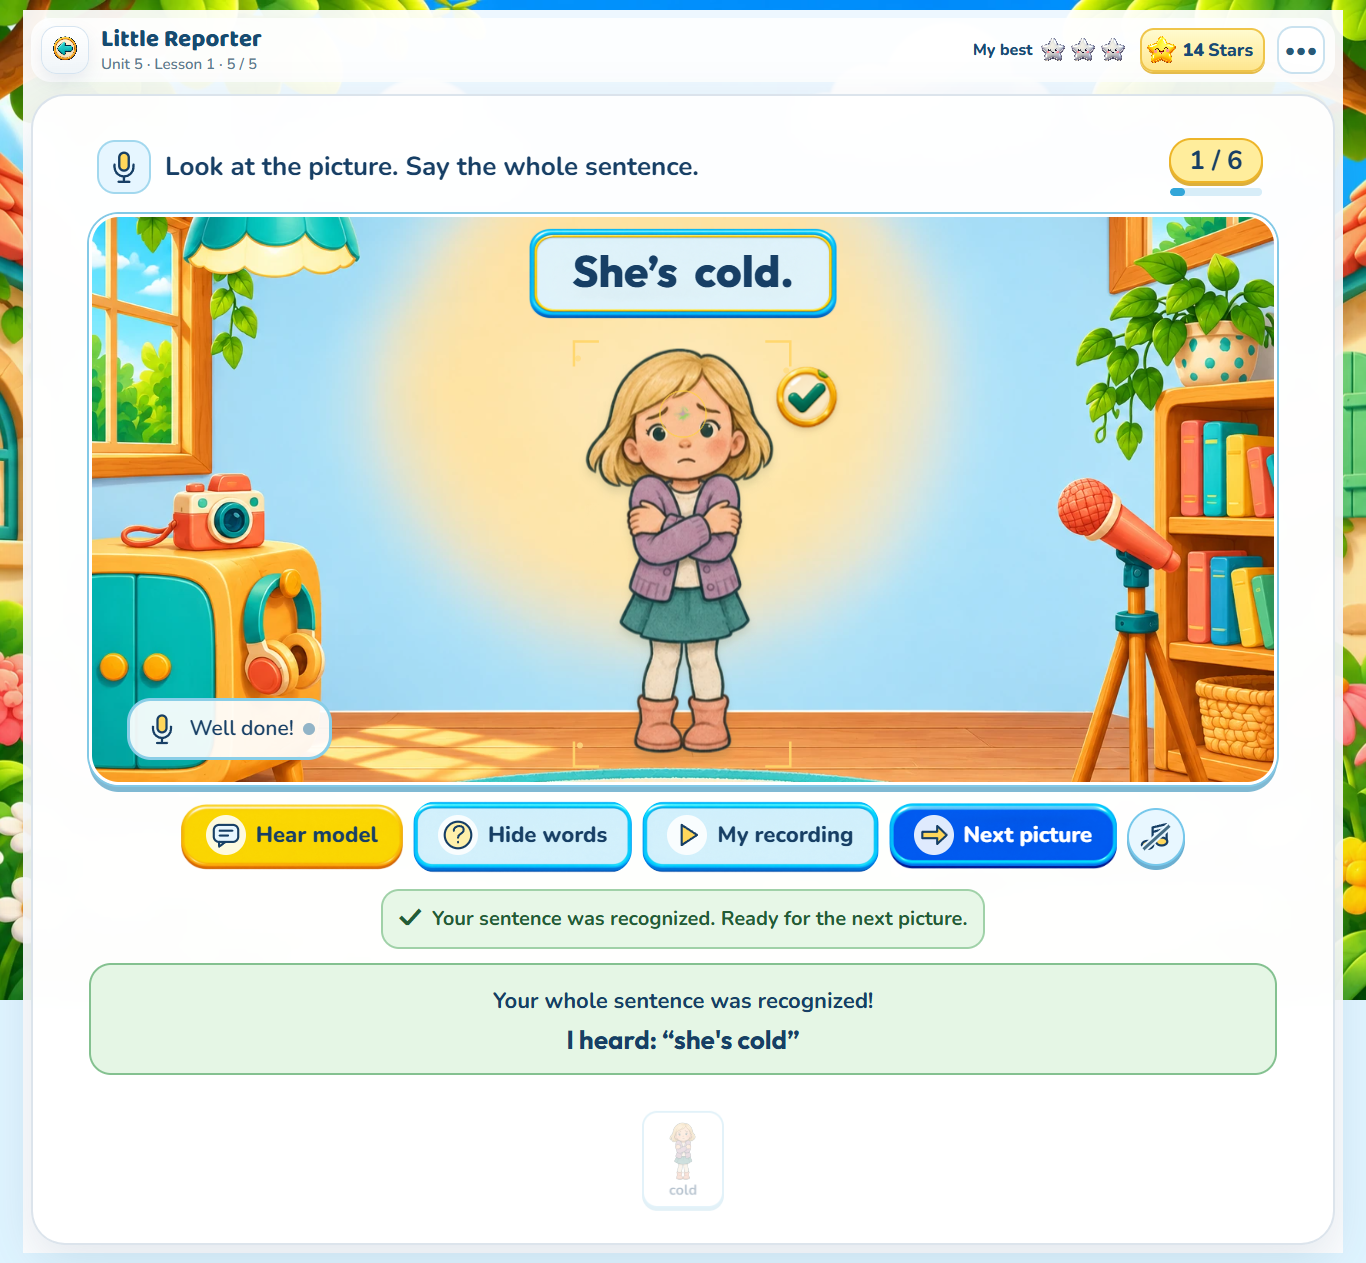 Little Reporter
Unit 5 · Lesson 1 · 5 / 5
My best
14 Stars
Look at the picture. Say the whole sentence.
1 / 6
She’s cold.
Well done!
Hear model
Hide words
My recording
Next picture
Your sentence was recognized. Ready for the next picture.
Your whole sentence was recognized!
I heard: “she's cold”
cold